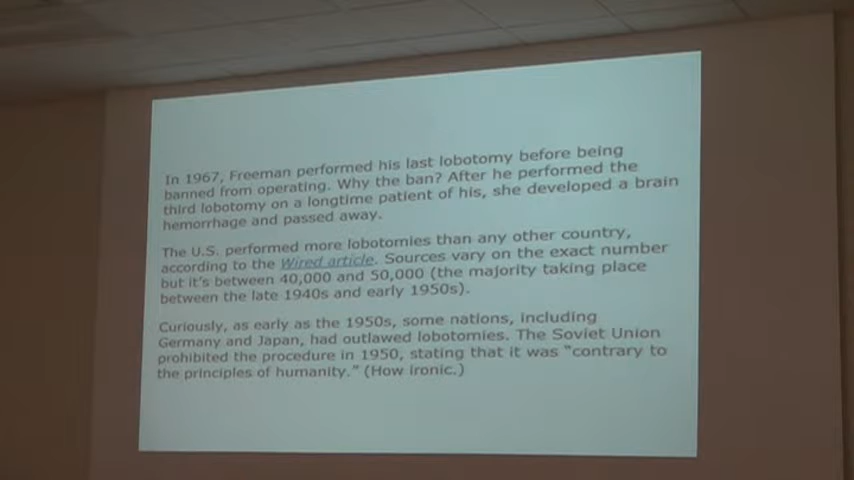 In 1967, Freeman performed his last lobotomy before being
banned from operating. Why the ban? After he performed the
third lobotomy on a longtime patient of his, she developed a brain
hemorrhage and passed away.
The U.S. performed more lobotomies than any other country,
according to the Wired article. Sources vary on the exact number
but it's between 40,000 and 50,000 (the majority taking place
between the late 1940s and early 1950s).
Curiously, as early as the 1950s, some nations, including
Germany and Japan, had outlawed lobotomies. The Soviet Union
prohibited the procedure in 1950, stating that it was “contrary to
the principles of humanity.” (How ironic.)